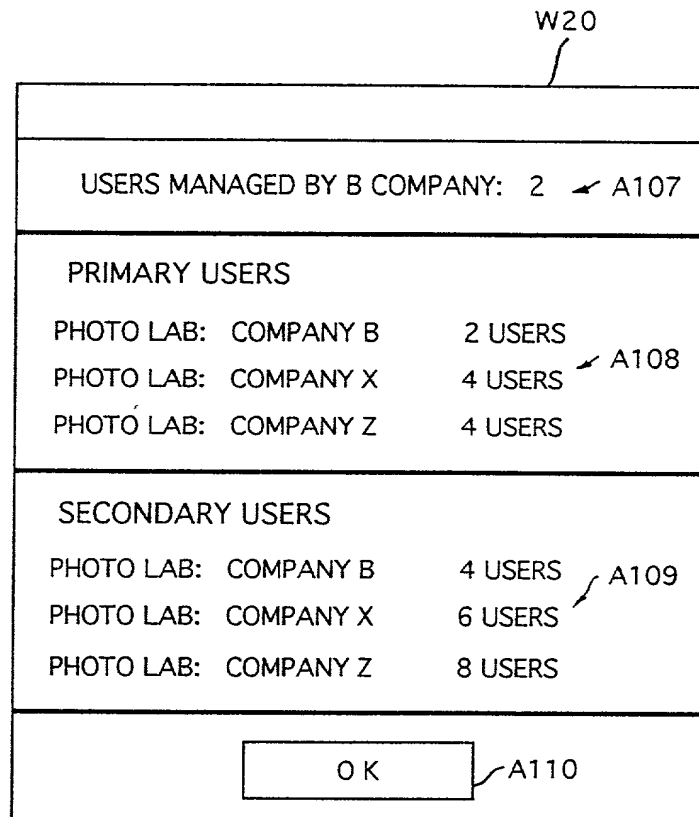 W20
USERS MANAGED BY B COMPANY: 2 A107
PRIMARY USERS
PHOTO LAB: COMPANY B 2 USERS
A108
PHOTO LAB: COMPANY X 4 USERS
PHOTO LAB: COMPANY Z 4 USERS
SECONDARY USERS
PHOTO LAB: COMPANY B 4 USERS
A109
PHOTO LAB: COMPANY X 6 USERS
PHOTO LAB: COMPANY Z 8 USERS
OK A110